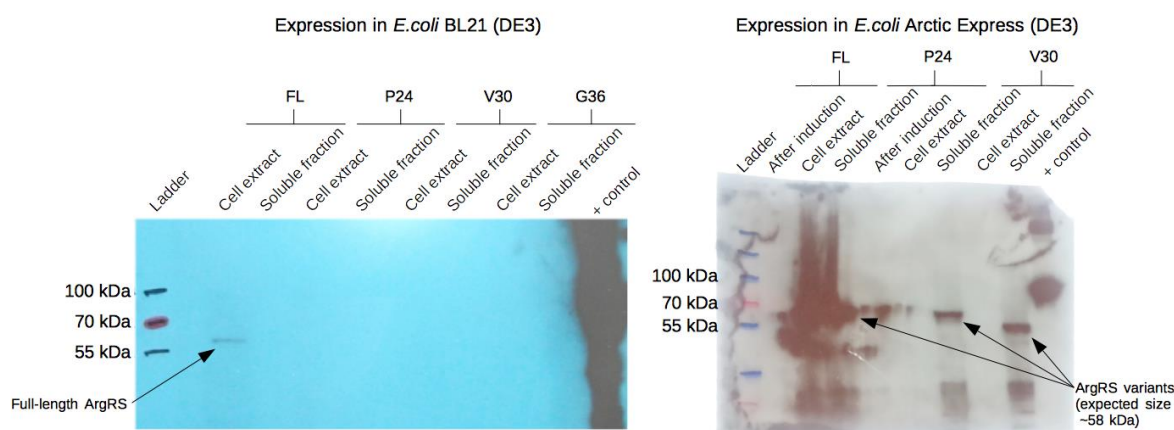 Expression in E.coli BL21 (DE3)
FL
P24
V30
G36
Ladder
Cell extract
Soluble fraction
Cell extract
Soluble fraction
Cell extract
Soluble fraction
Cell extract
Soluble fraction
+ control
100 kDa
70 kDa
55 kDa
Full-length ArgRS
Expression in E.coli Arctic Express (DE3)
FL
P24
V30
Ladder
After induction
Cell extract
Soluble fraction
After induction
Cell extract
Soluble fraction
Cell extract
Soluble fraction
+ control
100 kDa
70 kDa
55 kDa
ArgRS variants
(expected size
~58 kDa)